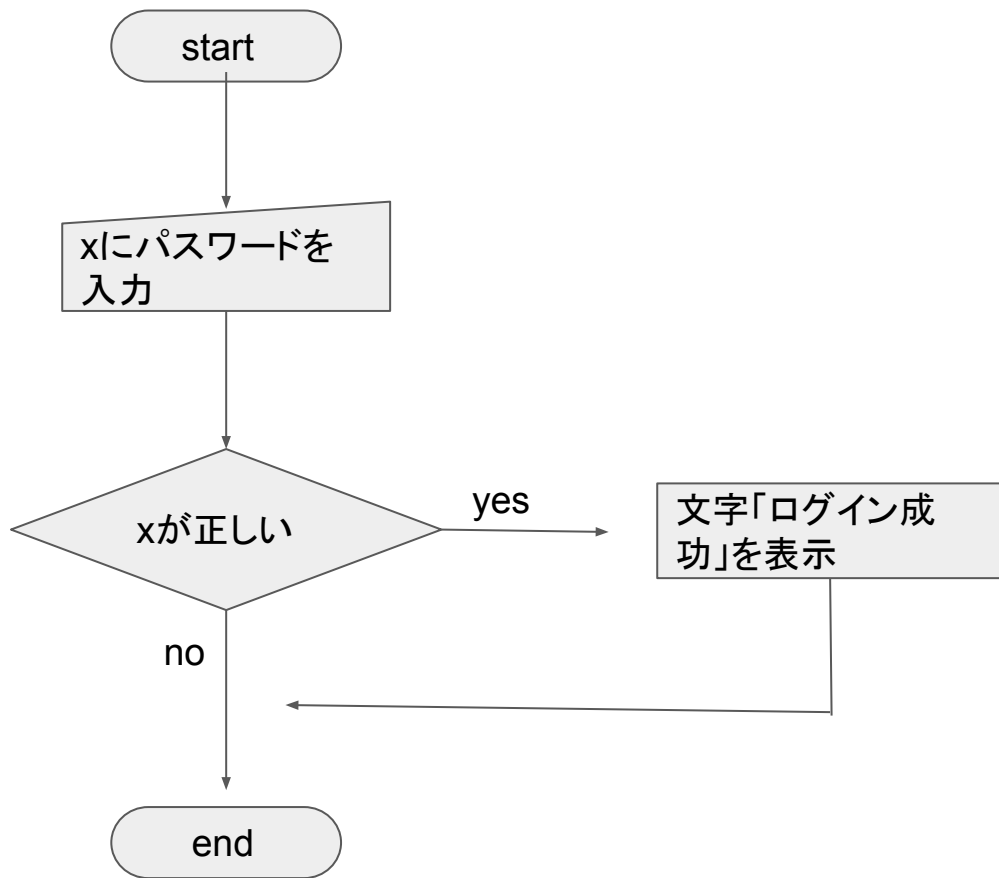 start
xにパスワードを
入力
xが正しい
yes
文字「ログイン成
功」を表示
no
end